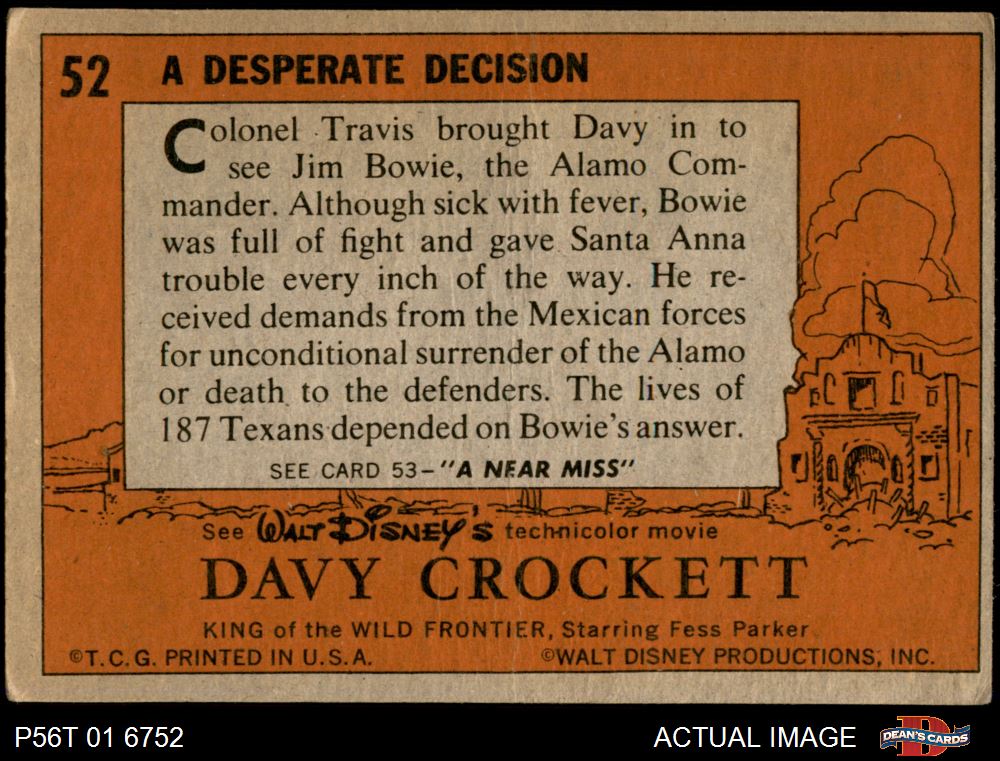 52 A DESPERATE DECISION
Colonel Travis brought Davy in to
see Jim Bowie, the Alamo Com-
mander. Although sick with fever, Bowie
was full of fight and gave Santa Anna
trouble every inch of the way. He re-
ceived demands from the Mexican forces
for unconditional surrender of the Alamo
or death to the defenders. The lives of
187 Texans depended on Bowie's answer.
SEE CARD 53-"A NEAR MISS"
See WALT DISNEY'S technicolor movie
DAVY CROCKETT
KING of the WILD FRONTIER, Starring Fess Parker
©T.C.G. PRINTED IN U.S.A. ©WALT DISNEY PRODUCTIONS, INC.
P56T 01 6752 ACTUAL IMAGE D DEAN'S CARDS